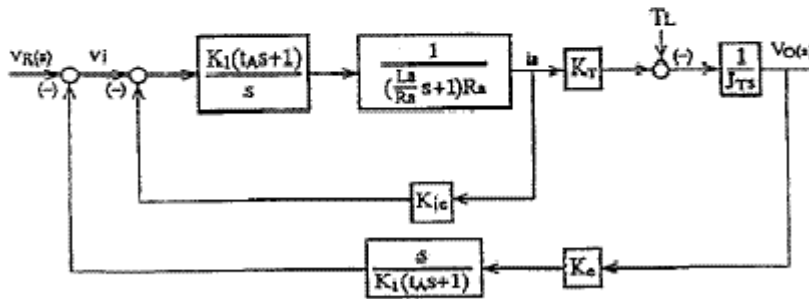 TL
vR(s)
(-)
vi
(-)
K1(tAs+1)
s
1
(La/Ra s+1)Ra
ia
KT
(-)
1
JTs
VO(s)
Kic
s
K1(tAs+1)
Ke